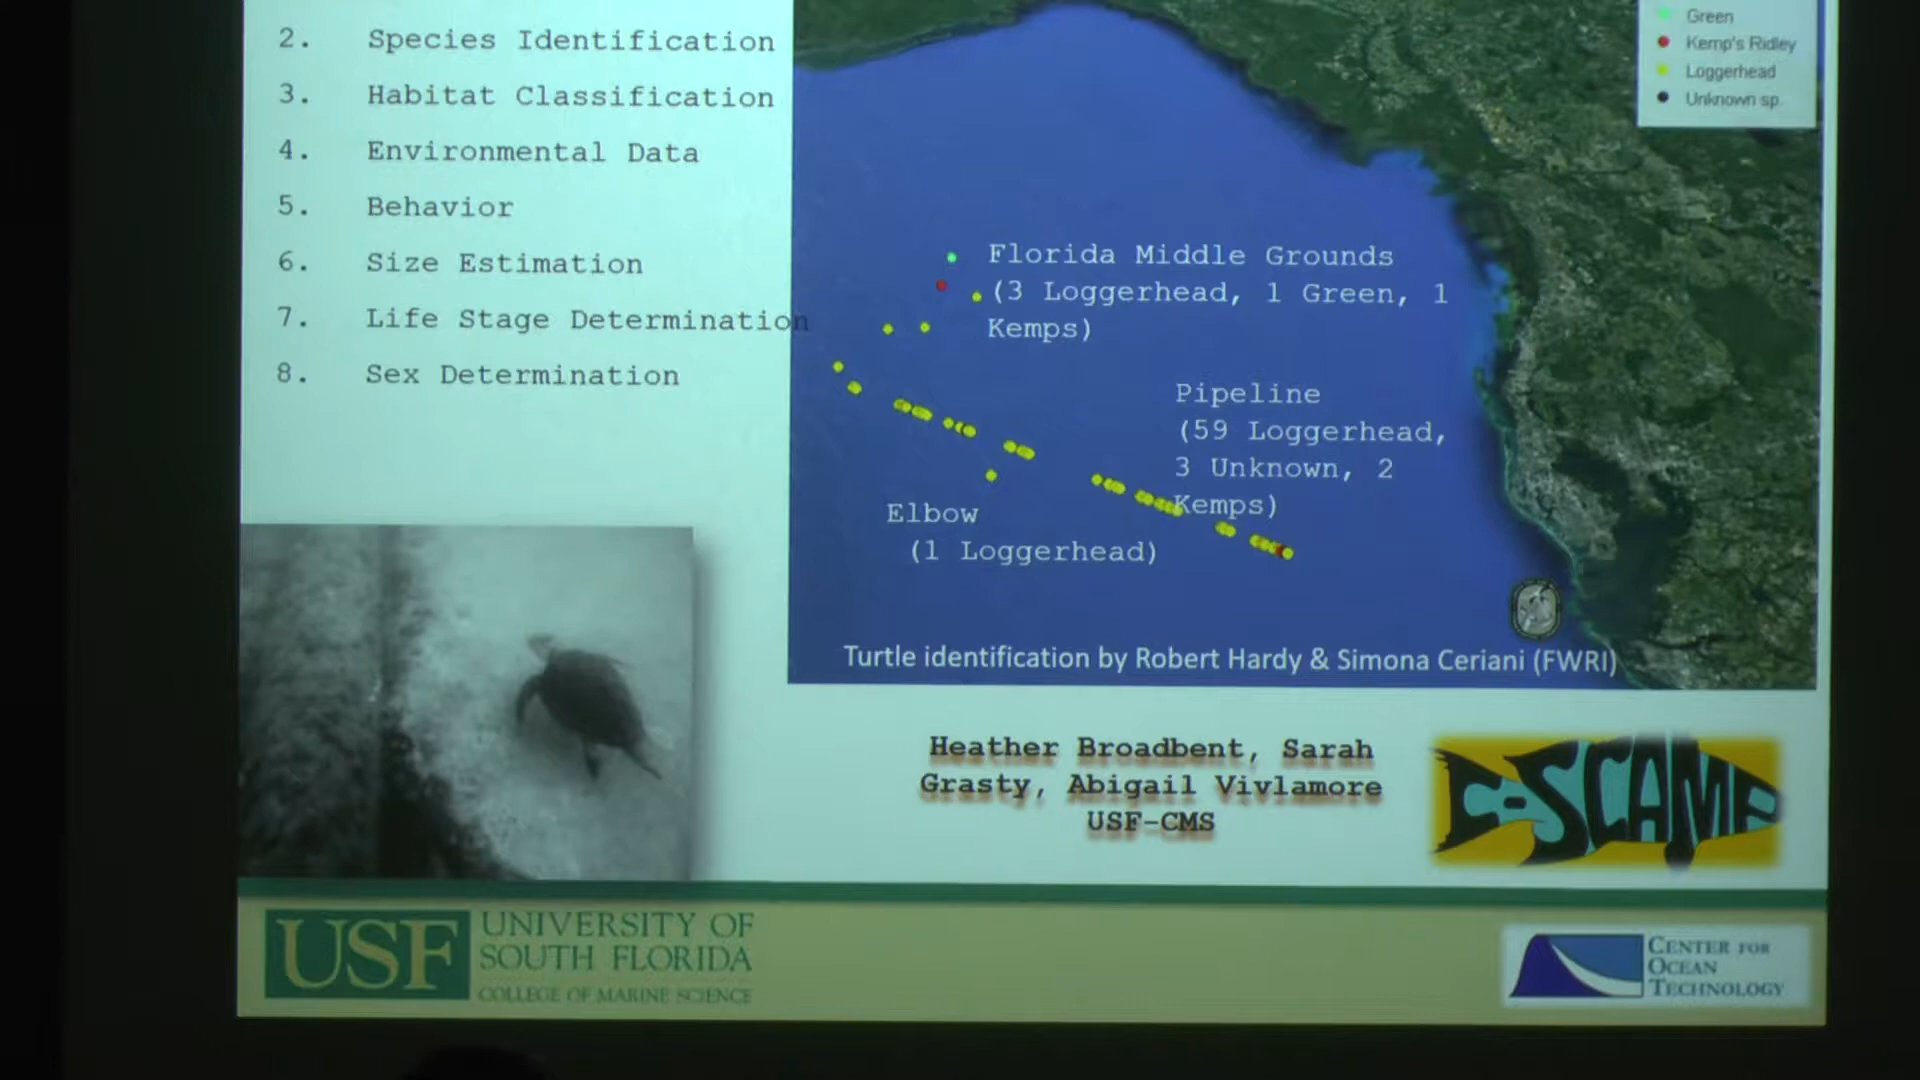 2. Species Identification
3. Habitat Classification
4. Environmental Data
5. Behavior
6. Size Estimation
7. Life Stage Determination
8. Sex Determination
Green
Kemp's Ridley
Loggerhead
Unknown sp.
Florida Middle Grounds
(3 Loggerhead, 1 Green, 1
Kemps)
Pipeline
(59 Loggerhead,
3 Unknown, 2
Kemps)
Elbow
(1 Loggerhead)
Turtle identification by Robert Hardy & Simona Ceriani (FWRI)
Heather Broadbent, Sarah
Grasty, Abigail Vivlamore
USF-CMS
C-SCAMP
USF
UNIVERSITY OF
SOUTH FLORIDA
COLLEGE OF MARINE SCIENCE
CENTER FOR
OCEAN
TECHNOLOGY